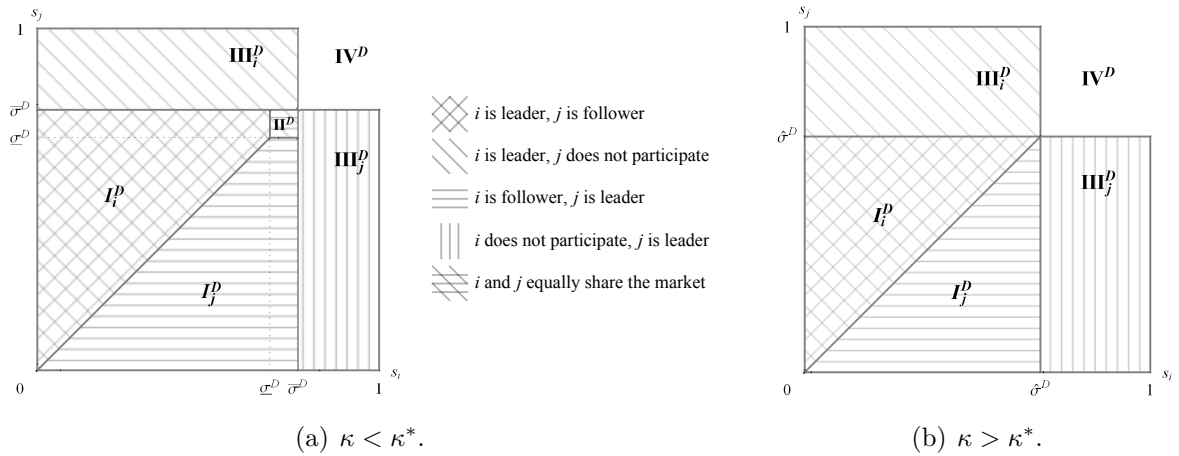 s_j
1
III_i^D
IV^D
σ̅^D
II^D
σ̲^D
III_j^D
I_i^D
I_j^D
0
σ̲^D σ̅^D
1
s_i
i is leader, j is follower
i is leader, j does not participate
i is follower, j is leader
i does not participate, j is leader
i and j equally share the market
s_j
1
III_i^D
IV^D
σ̂^D
III_j^D
I_i^D
I_j^D
0
σ̂^D
1
s_i
(a) κ < κ*.
(b) κ > κ*.